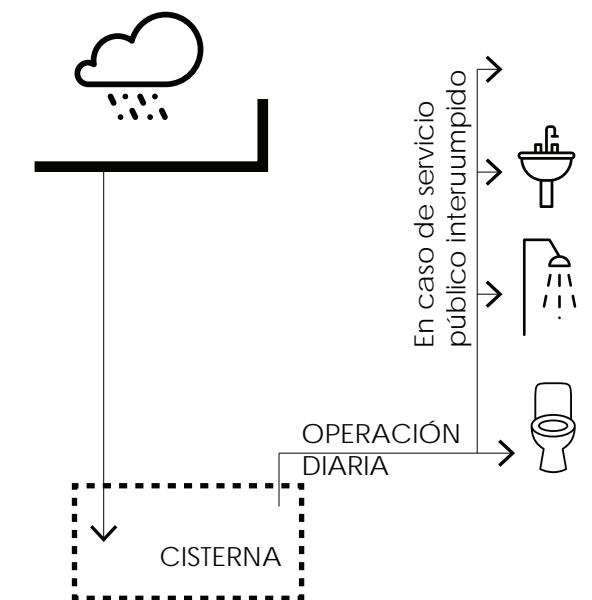 En caso de servicio
público interuumpido
OPERACIÓN
DIARIA
CISTERNA